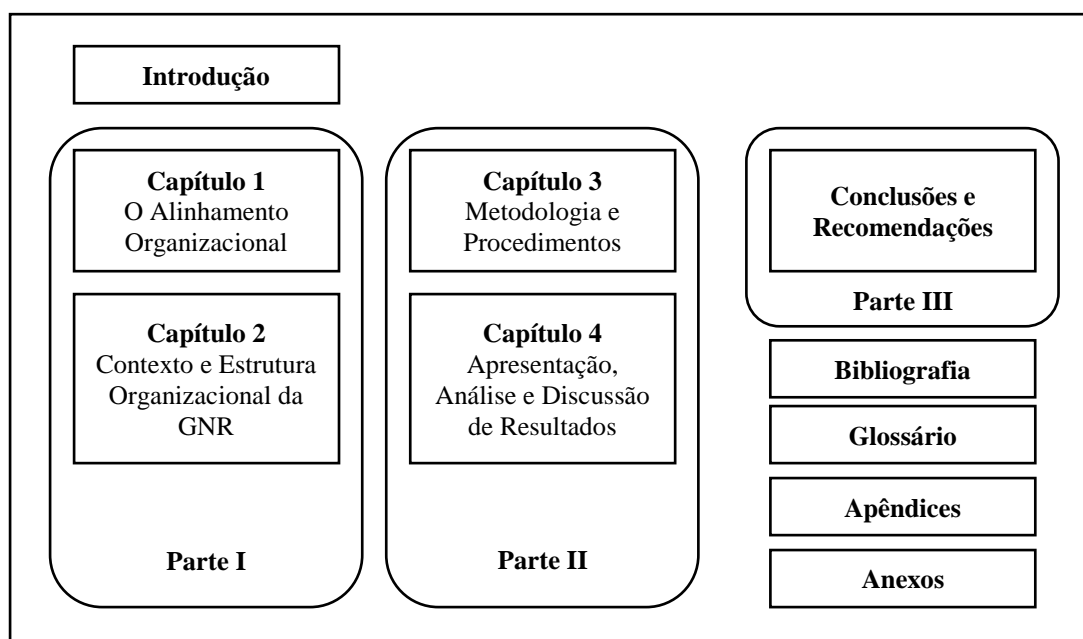 Introdução
Capítulo 1
O Alinhamento
Organizacional
Capítulo 2
Contexto e Estrutura
Organizacional da
GNR
Parte I
Capítulo 3
Metodologia e
Procedimentos
Capítulo 4
Apresentação,
Análise e Discussão
de Resultados
Parte II
Conclusões e
Recomendações
Parte III
Bibliografia
Glossário
Apêndices
Anexos